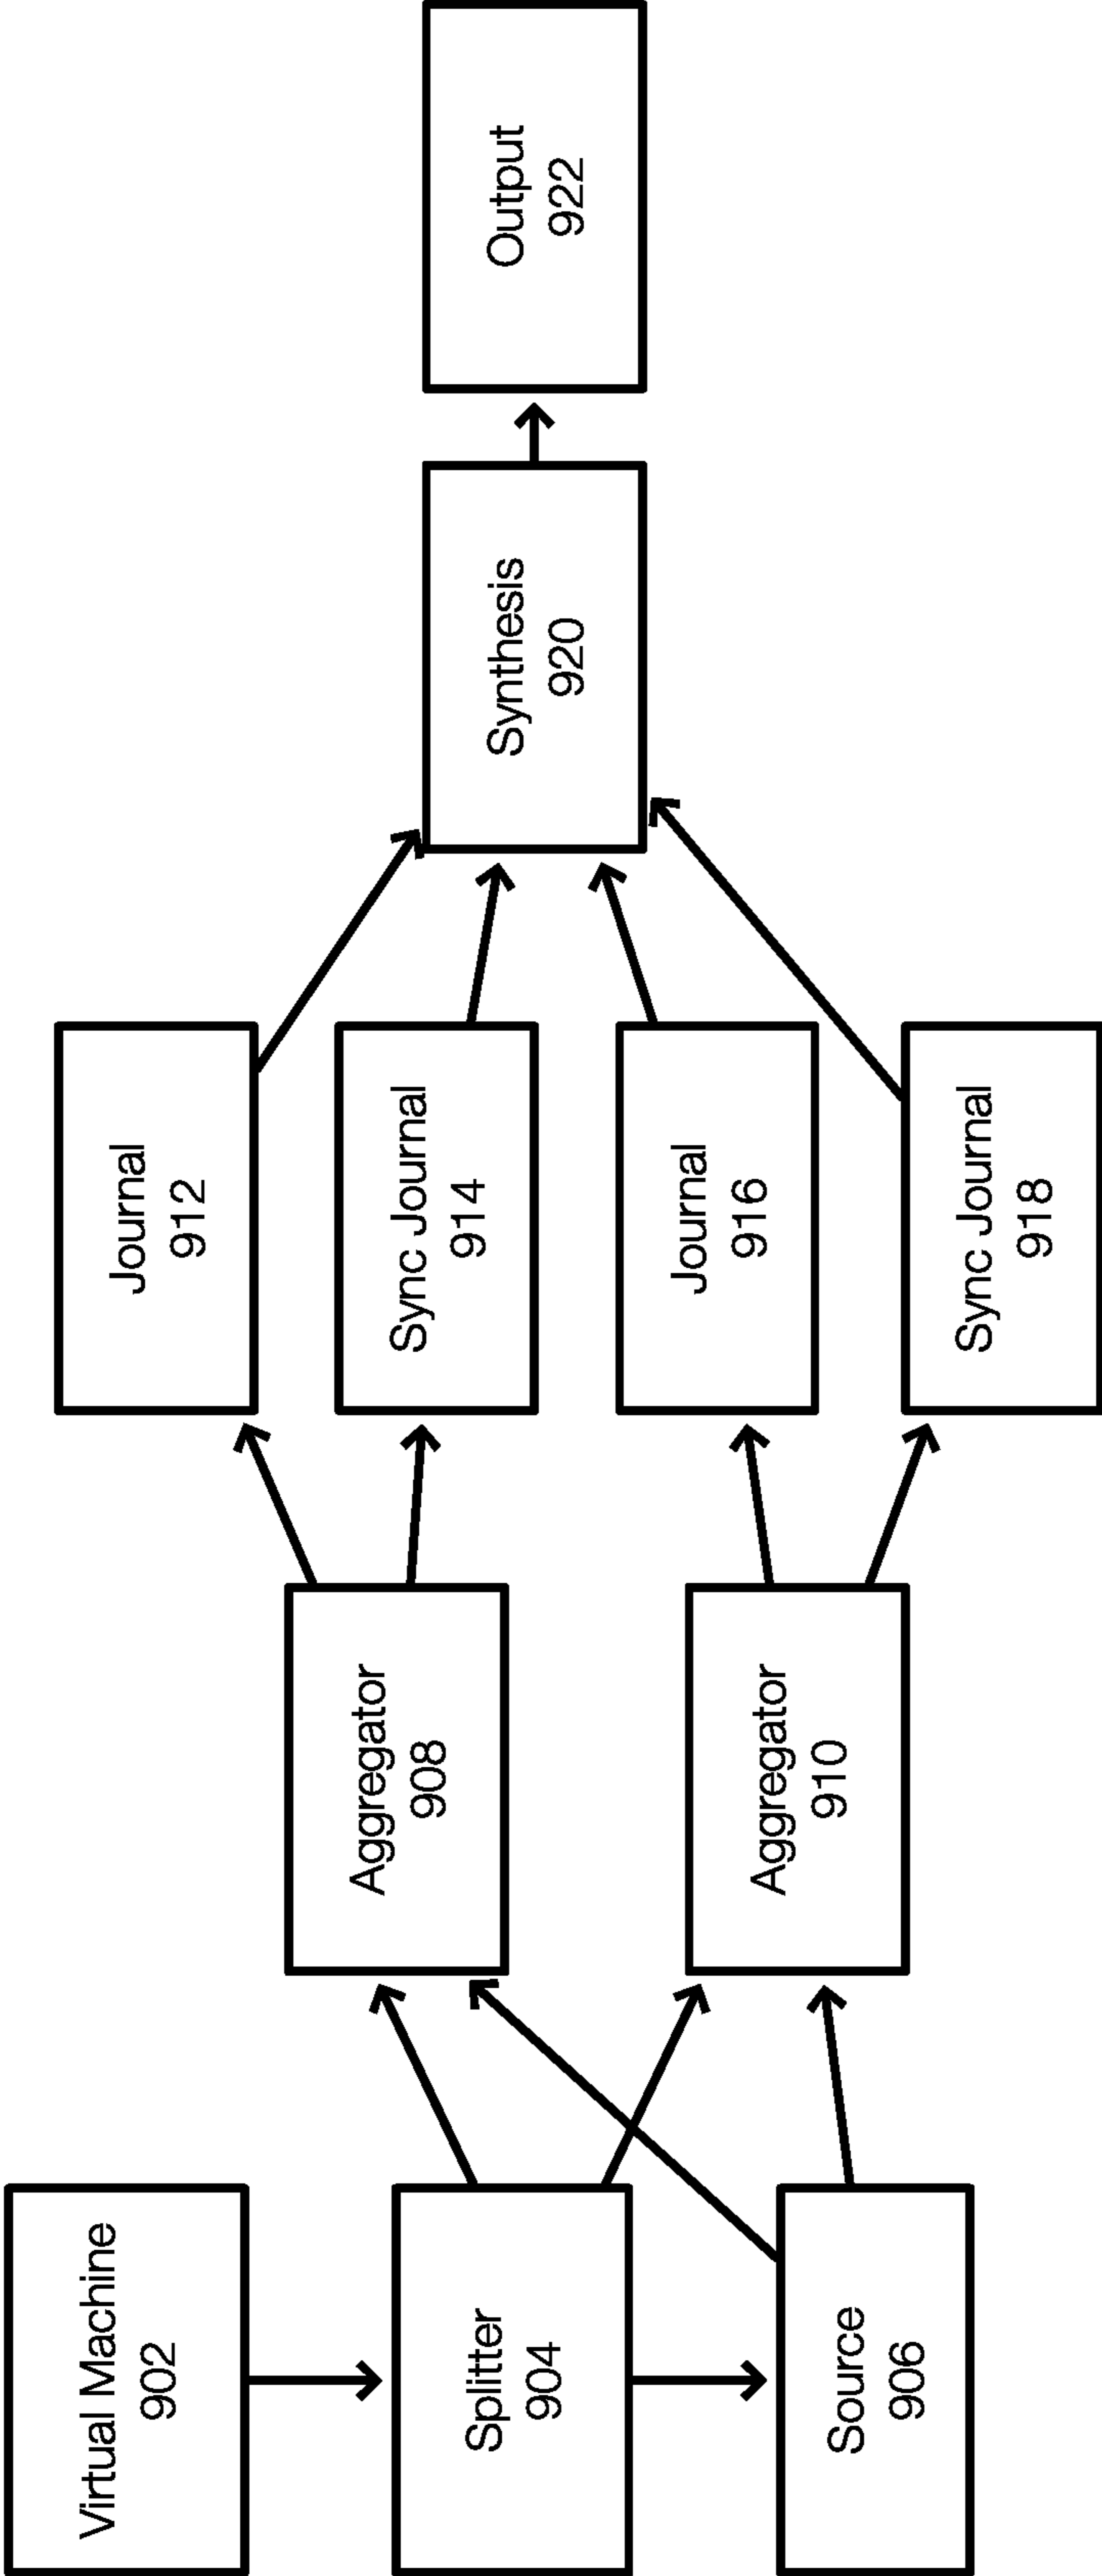 Virtual Machine
902
Splitter
904
Source
906
Aggregator
908
Aggregator
910
Journal
912
Sync Journal
914
Journal
916
Sync Journal
918
Synthesis
920
Output
922